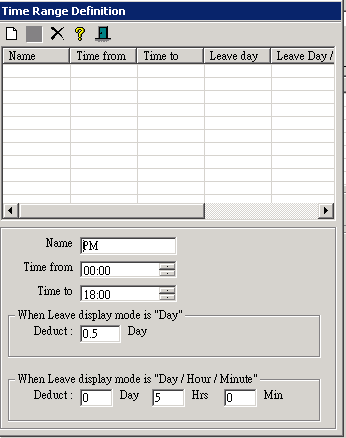 Time Range Definition
Name Time from Time to Leave day Leave Day /
Name PM
Time from 00:00
Time to 18:00
When Leave display mode is "Day"
Deduct : 0.5 Day
When Leave display mode is "Day / Hour / Minute"
Deduct : 0 Day 5 Hrs 0 Min